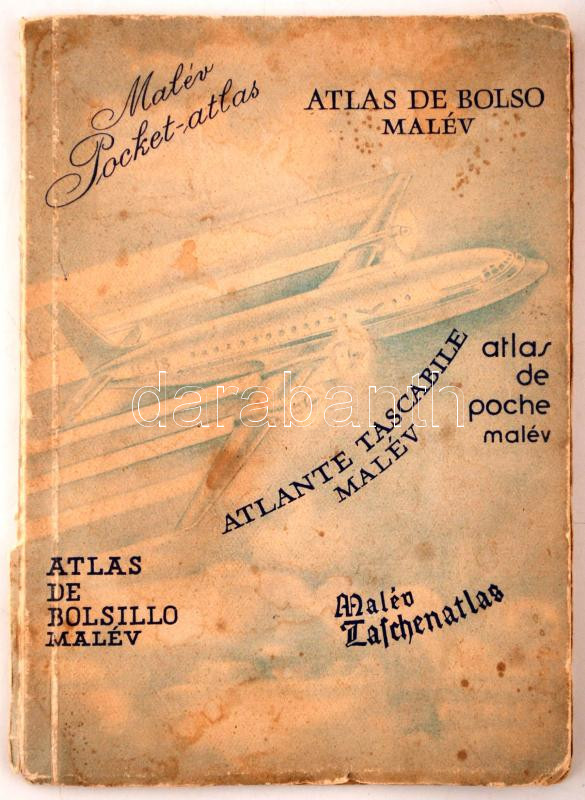 Malév
Pocket-atlas
ATLAS DE BOLSO
MALÉV
atlas
de
poche
malév
darabanth
ATLANTE TASCABILE
MALÉV
ATLAS
DE
BOLSILLO
MALÉV
Malév
Taſchenatlas